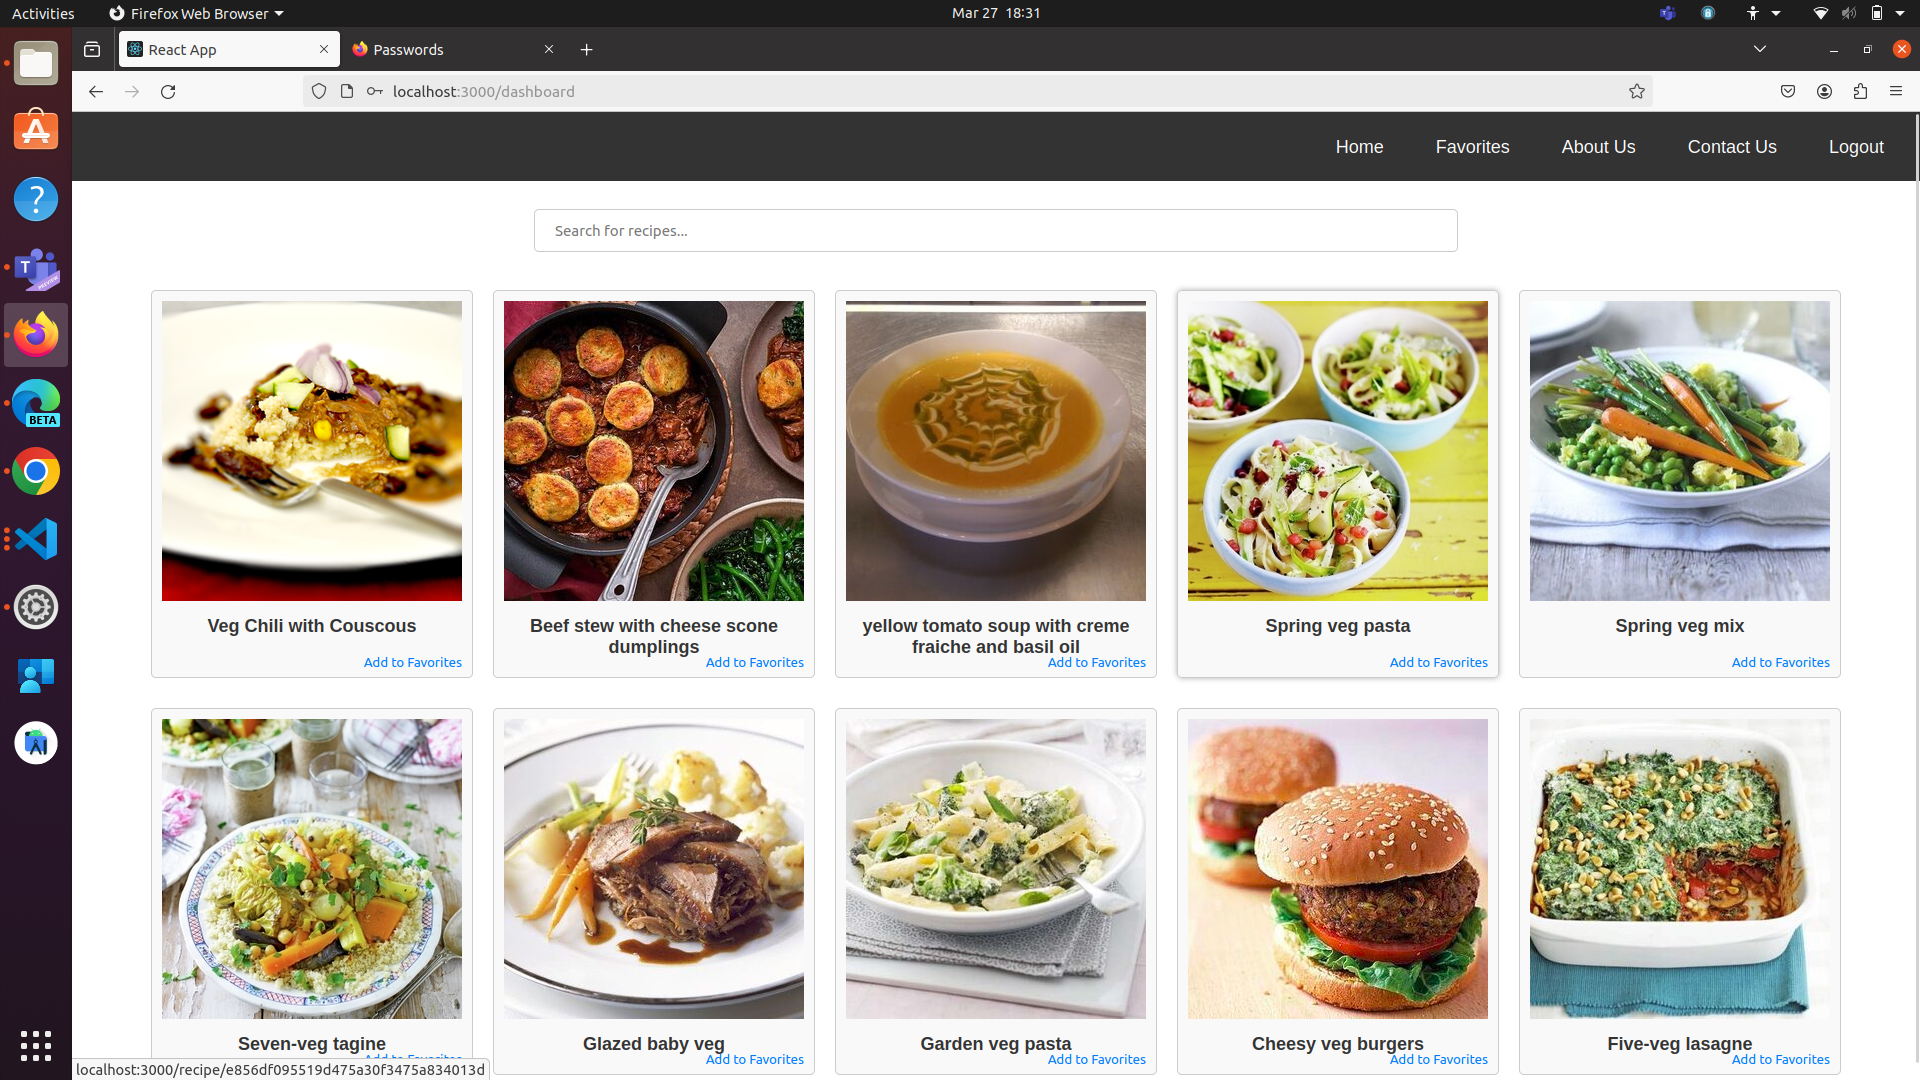 Activities
Firefox Web Browser
Mar 27 18:31
React App
Passwords
localhost:3000/dashboard
Home
Favorites
About Us
Contact Us
Logout
Search for recipes...
Veg Chili with Couscous
Add to Favorites
Beef stew with cheese scone
dumplings
Add to Favorites
yellow tomato soup with creme
fraiche and basil oil
Add to Favorites
Spring veg pasta
Add to Favorites
Spring veg mix
Add to Favorites
Seven-veg tagine
Add to Favorites
Glazed baby veg
Add to Favorites
Garden veg pasta
Add to Favorites
Cheesy veg burgers
Add to Favorites
Five-veg lasagne
Add to Favorites
localhost:3000/recipe/e856df095519d475a30f3475a834013d
?
T
PREVIEW
BETA